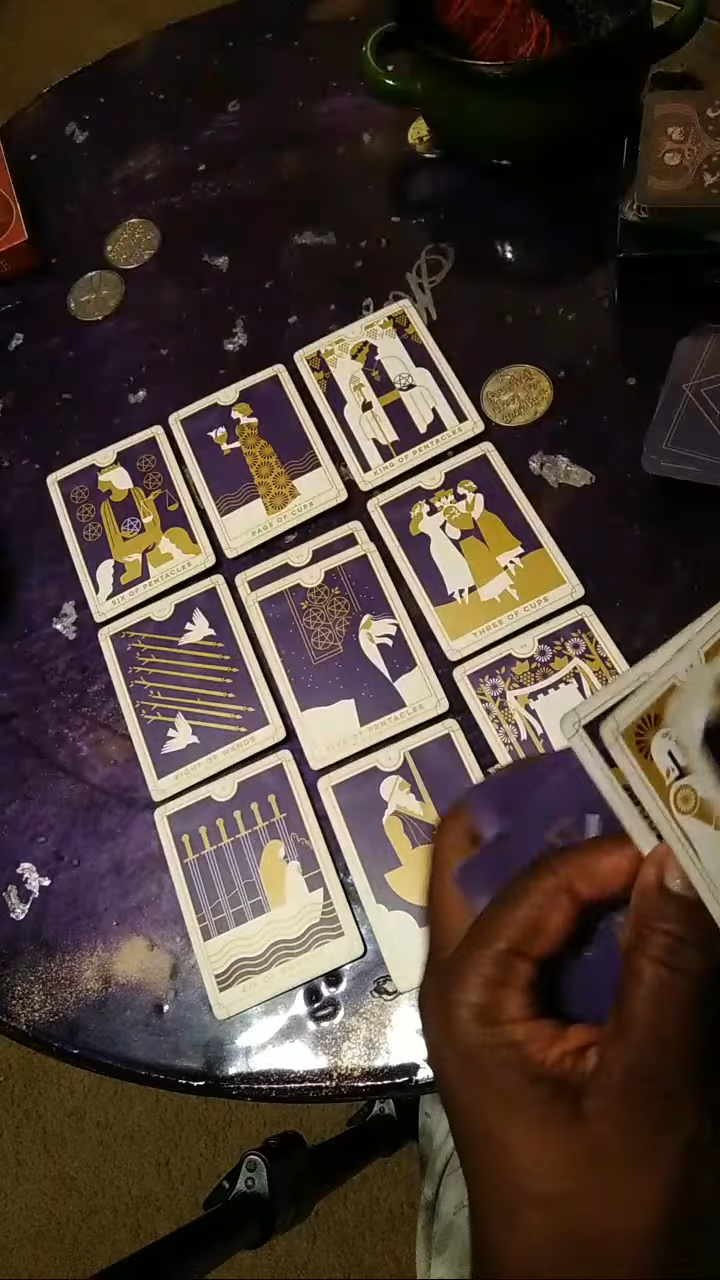 KING OF PENTACLES
PAGE OF CUPS
SIX OF PENTACLES
THREE OF CUPS
EIGHT OF WANDS
FIVE OF PENTACLES